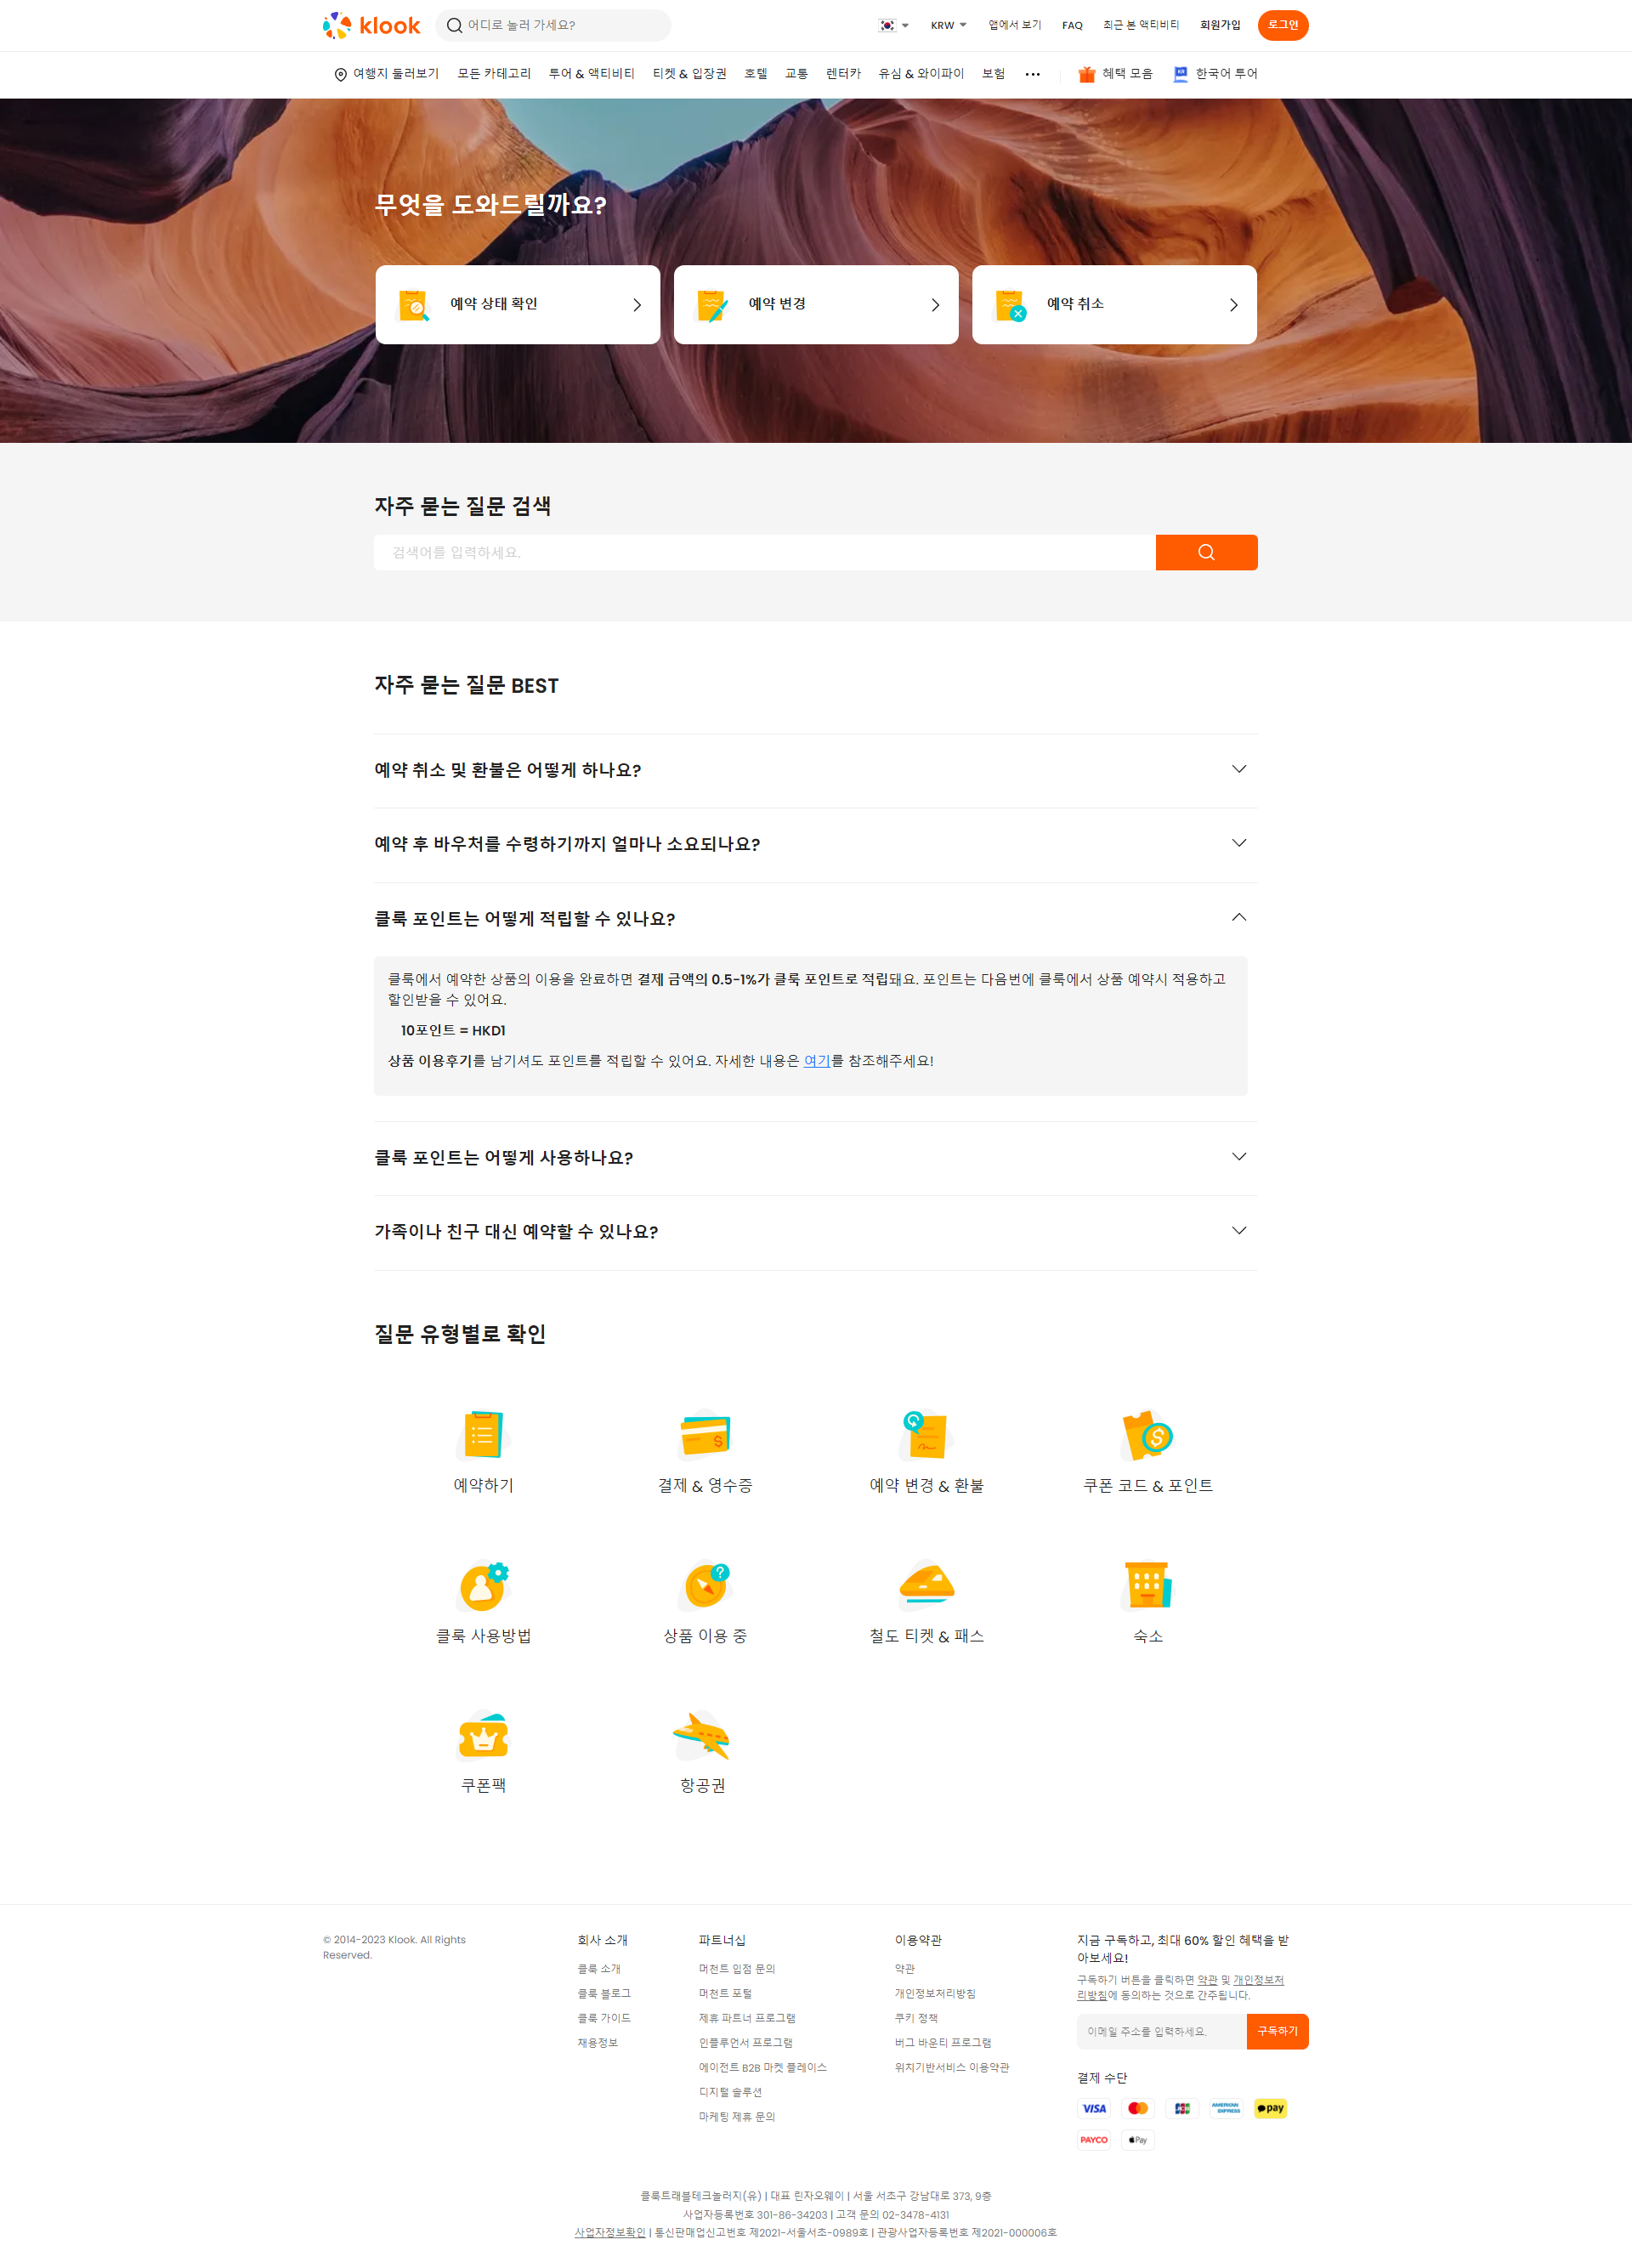 klook
어디로 놀러 가세요?
KRW
앱에서 보기
FAQ
최근 본 액티비티
회원가입
로그인
여행지 둘러보기
모든 카테고리
투어 & 액티비티
티켓 & 입장권
호텔
교통
렌터카
유심 & 와이파이
보험
혜택 모음
한국어 투어
무엇을 도와드릴까요?
예약 상태 확인
예약 변경
예약 취소
자주 묻는 질문 검색
검색어를 입력하세요.
자주 묻는 질문 BEST
예약 취소 및 환불은 어떻게 하나요?
예약 후 바우처를 수령하기까지 얼마나 소요되나요?
클룩 포인트는 어떻게 적립할 수 있나요?
클룩에서 예약한 상품의 이용을 완료하면 결제 금액의 0.5-1%가 클룩 포인트로 적립돼요. 포인트는 다음번에 클룩에서 상품 예약시 적용하고
할인받을 수 있어요.
10포인트 = HKD1
상품 이용후기를 남기셔도 포인트를 적립할 수 있어요. 자세한 내용은 여기를 참조해주세요!
클룩 포인트는 어떻게 사용하나요?
가족이나 친구 대신 예약할 수 있나요?
질문 유형별로 확인
예약하기
결제 & 영수증
예약 변경 & 환불
쿠폰 코드 & 포인트
클룩 사용방법
상품 이용 중
철도 티켓 & 패스
숙소
쿠폰팩
항공권
© 2014-2023 Klook. All Rights
Reserved.
회사 소개
클룩 소개
클룩 블로그
클룩 가이드
채용정보
파트너십
머천트 입점 문의
머천트 포털
제휴 파트너 프로그램
인플루언서 프로그램
에이전트 B2B 마켓 플레이스
디지털 솔루션
마케팅 제휴 문의
이용약관
약관
개인정보처리방침
쿠키 정책
버그 바운티 프로그램
위치기반서비스 이용약관
지금 구독하고, 최대 60% 할인 혜택을 받
아보세요!
구독하기 버튼을 클릭하면 약관 및 개인정보처
리방침에 동의하는 것으로 간주됩니다.
이메일 주소를 입력하세요.
구독하기
결제 수단
VISA
JCB
AMERICAN
EXPRESS
pay
PAYCO
Pay
클룩트래블테크놀러지(유) | 대표 린자오웨이 | 서울 서초구 강남대로 373, 9층
사업자등록번호 301-86-34203 | 고객 문의 02-3478-4131
사업자정보확인 | 통신판매업신고번호 제2021-서울서초-0989호 | 관광사업자등록번호 제2021-000006호